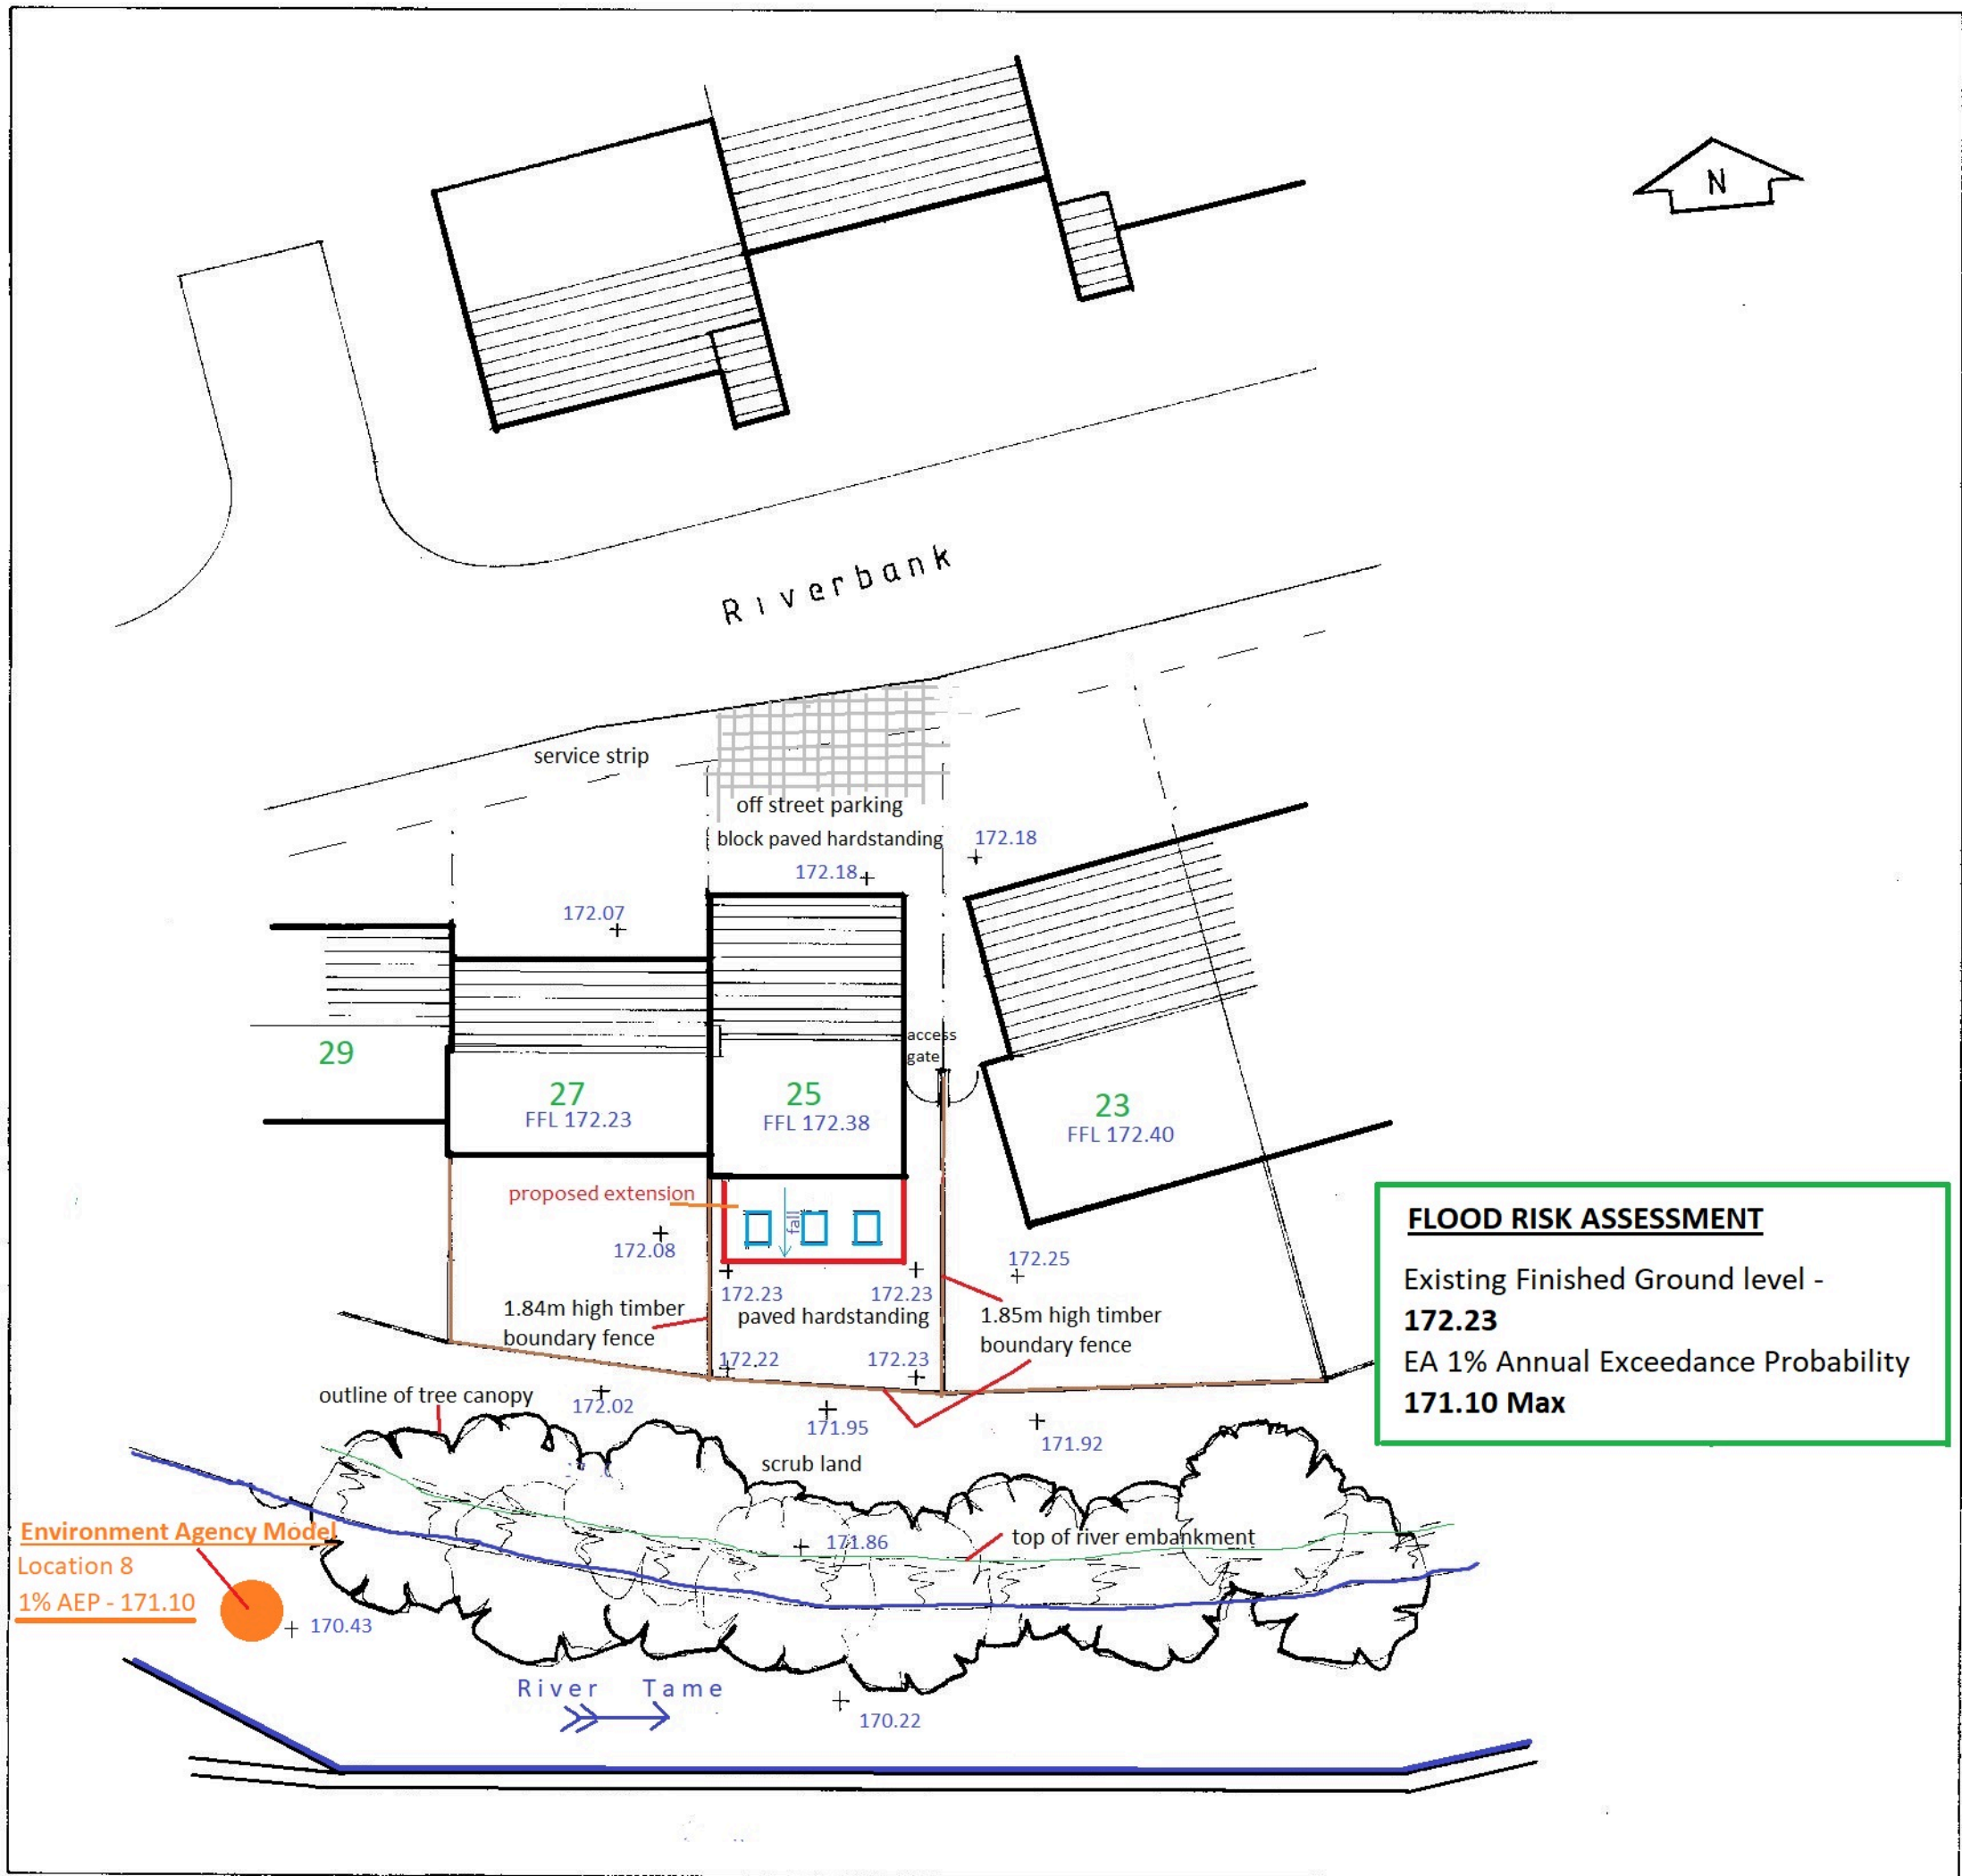 N
Riverbank
service strip
off street parking
block paved hardstanding
172.18
172.18
172.07
access
gate
29
27
FFL 172.23
25
FFL 172.38
23
FFL 172.40
proposed extension
fall
172.08
172.23
172.23
172.25
1.84m high timber
boundary fence
paved hardstanding
1.85m high timber
boundary fence
172.22
172.23
FLOOD RISK ASSESSMENT
Existing Finished Ground level -
172.23
EA 1% Annual Exceedance Probability
171.10 Max
outline of tree canopy
172.02
171.95
171.92
scrub land
Environment Agency Model
Location 8
1% AEP - 171.10
171.86
top of river embankment
170.43
River Tame
170.22